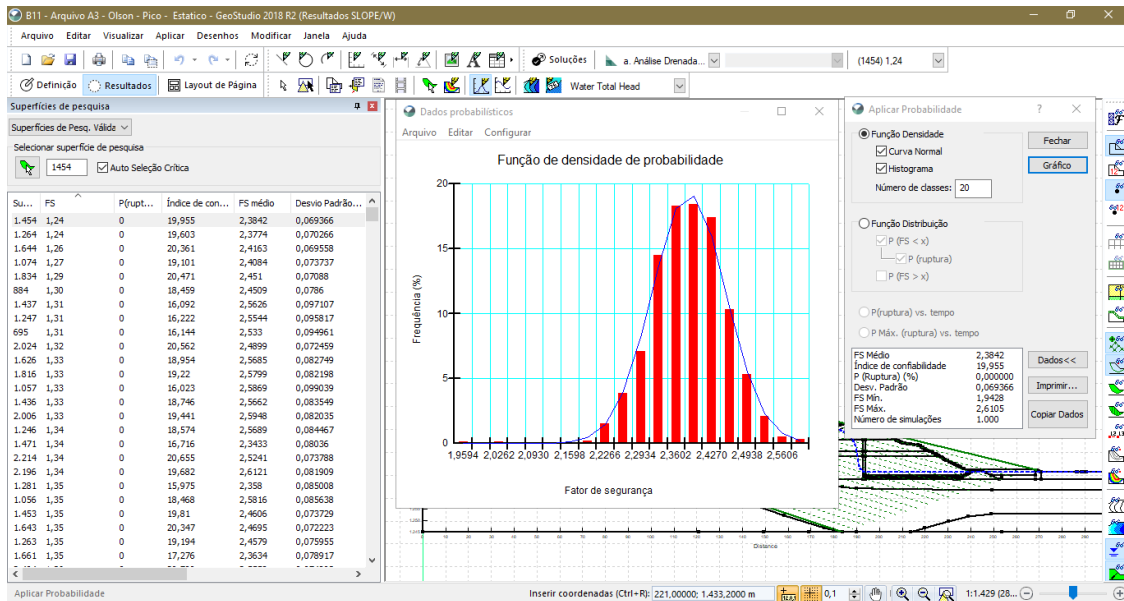 B11 - Arquivo A3 - Olson - Pico - Estatico - GeoStudio 2018 R2 (Resultados SLOPE/W)
Arquivo Editar Visualizar Aplicar Desenhos Modificar Janela Ajuda
Soluções a. Análise Drenada... (1454) 1,24
Definição Resultados Layout de Página Water Total Head
Superfícies de pesquisa
Superfícies de Pesq. Válida
Selecionar superfície de pesquisa
1454 Auto Seleção Crítica
Su... FS P(rupt... Índice de con... FS médio Desvio Padrão...
1.454 1,24 0 19,955 2,3842 0,069366
1.264 1,24 0 19,603 2,3774 0,070266
1.644 1,26 0 20,361 2,4163 0,069558
1.074 1,27 0 19,101 2,4084 0,073737
1.834 1,29 0 20,471 2,451 0,07088
884 1,30 0 18,459 2,4509 0,0786
1.437 1,31 0 16,092 2,5626 0,097107
1.247 1,31 0 16,222 2,5544 0,095817
695 1,31 0 16,144 2,533 0,094961
2.024 1,32 0 20,562 2,4899 0,072459
1.626 1,33 0 18,954 2,5685 0,082749
1.816 1,33 0 19,22 2,5799 0,082198
1.057 1,33 0 16,023 2,5869 0,099039
1.436 1,33 0 18,746 2,5662 0,083549
2.006 1,33 0 19,441 2,5948 0,082035
1.246 1,34 0 18,574 2,5689 0,084467
1.471 1,34 0 16,716 2,3433 0,08036
2.214 1,34 0 20,655 2,5241 0,073788
2.196 1,34 0 19,682 2,6121 0,081909
1.281 1,35 0 15,975 2,358 0,085008
1.056 1,35 0 18,468 2,5816 0,085638
1.453 1,35 0 19,81 2,4606 0,073729
1.643 1,35 0 20,347 2,4695 0,072223
1.263 1,35 0 19,194 2,4579 0,075955
1.661 1,35 0 17,276 2,3634 0,078917
Dados probabilísticos
Arquivo Editar Configurar
Função de densidade de probabilidade
Frequência (%)
20
15
10
5
0
1,9594 2,0262 2,0930 2,1598 2,2266 2,2934 2,3602 2,4270 2,4938 2,5606
Fator de segurança
Aplicar Probabilidade
Função Densidade
Curva Normal
Histograma
Número de classes: 20
Fechar
Gráfico
Função Distribuição
P (FS < x)
P (ruptura)
P (FS > x)
P(ruptura) vs. tempo
P Máx. (ruptura) vs. tempo
FS Médio 2,3842
Índice de confiabilidade 19,955
P (Ruptura) (%) 0,000000
Desv. Padrão 0,069366
FS Mín. 1,9428
FS Máx. 2,6105
Número de simulações 1.000
Dados<<
Imprimir...
Copiar Dados
Distance
Aplicar Probabilidade Inserir coordenadas (Ctrl+R): 221,00000; 1.433,2000 m 0,1 1:1.429 (28...